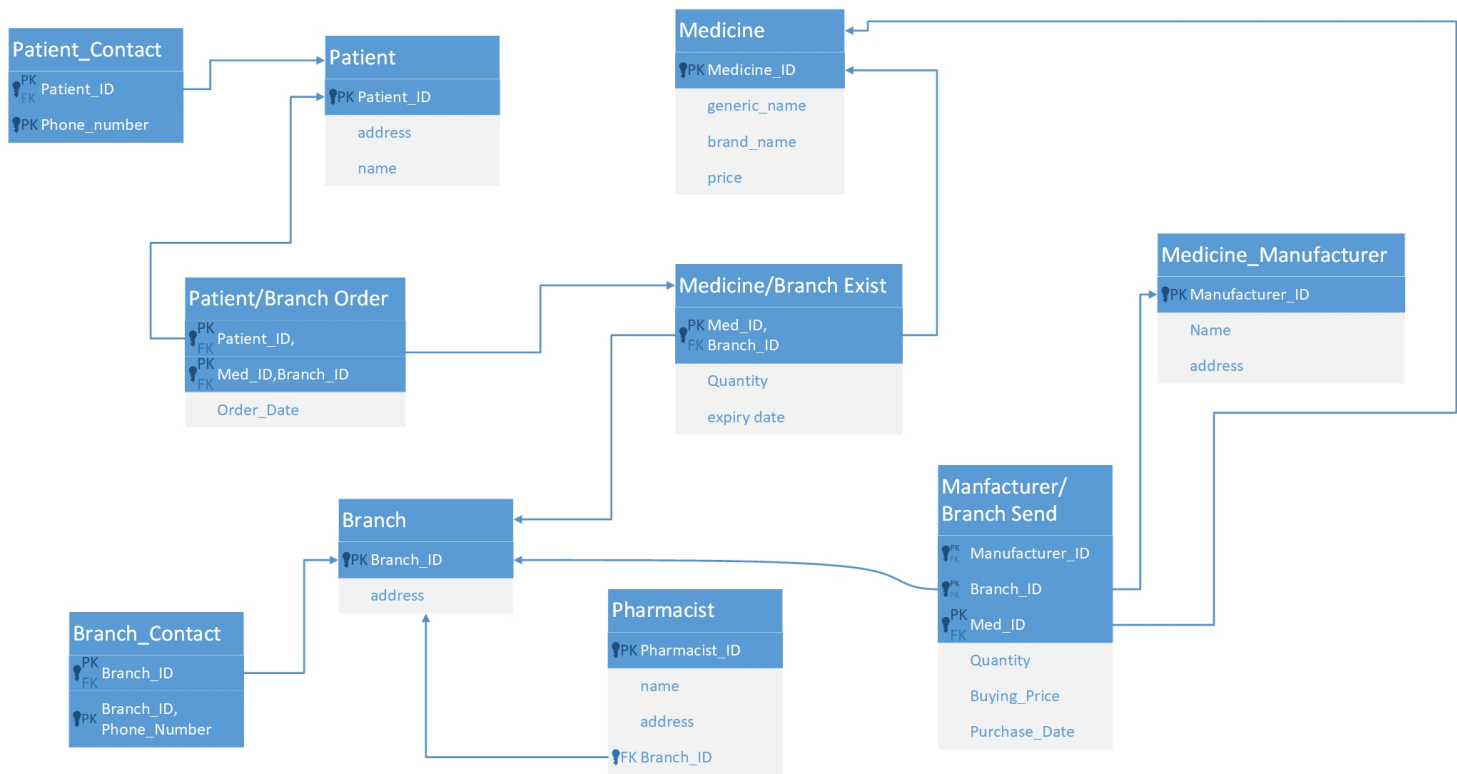 Patient_Contact
PK
FK
Patient_ID
PK Phone_number
Patient
PK Patient_ID
address
name
Medicine
PK Medicine_ID
generic_name
brand_name
price
Patient/Branch Order
PK
FK
Patient_ID,
PK
FK
Med_ID,Branch_ID
Order_Date
Medicine/Branch Exist
PK Med_ID,
FK Branch_ID
Quantity
expiry date
Medicine_Manufacturer
PK Manufacturer_ID
Name
address
Branch
PK Branch_ID
address
Manfacturer/
Branch Send
PK
FK
Manufacturer_ID
PK
FK
Branch_ID
PK
FK
Med_ID
Quantity
Buying_Price
Purchase_Date
Branch_Contact
PK
FK
Branch_ID
PK
Branch_ID,
Phone_Number
Pharmacist
PK Pharmacist_ID
name
address
FK Branch_ID